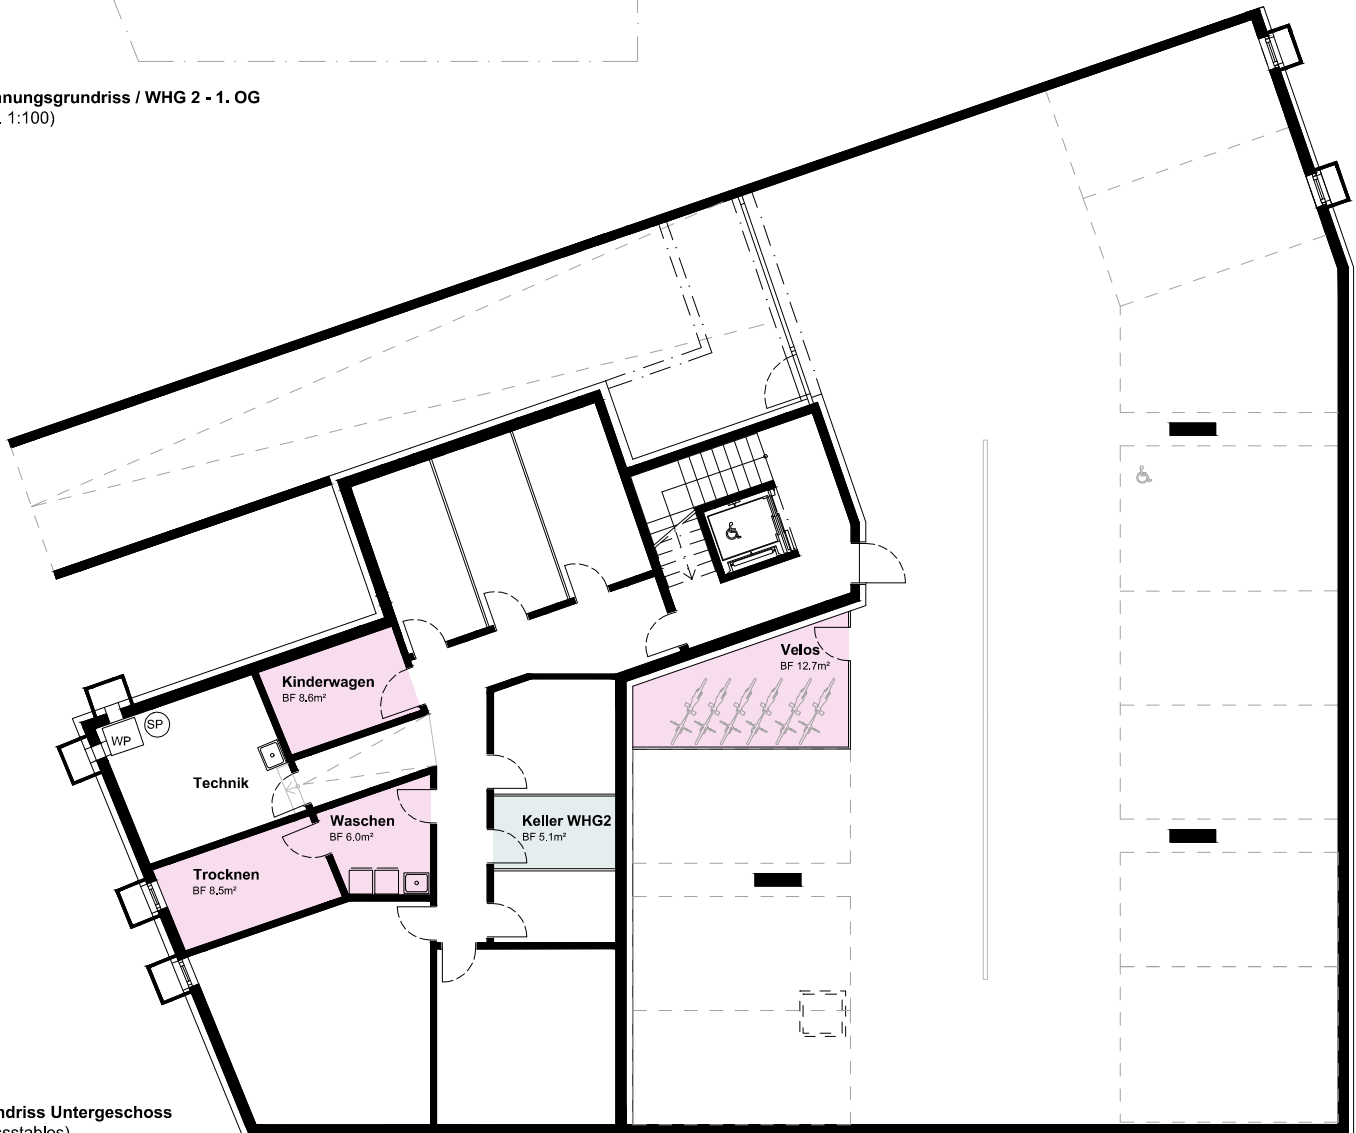 nungsgrundriss / WHG 2 - 1. OG
. 1:100)
Velos
BF 12.7m²
Kinderwagen
BF 8.6m²
SP
WP
Technik
Waschen
BF 6.0m²
Keller WHG2
BF 5.1m²
Trocknen
BF 8.5m²
ndriss Untergeschoss
sstables)